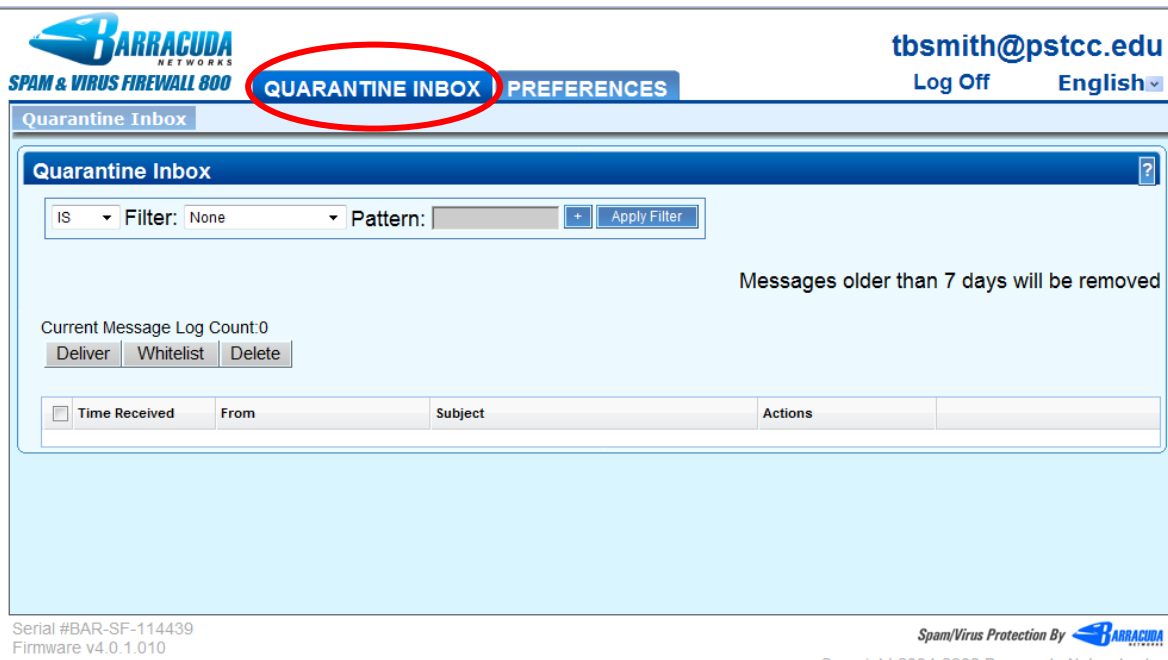 BARRACUDA
NETWORKS
SPAM & VIRUS FIREWALL 800
QUARANTINE INBOX
PREFERENCES
tbsmith@pstcc.edu
Log Off
English
Quarantine Inbox
Quarantine Inbox
?
IS
Filter:
None
Pattern:
+
Apply Filter
Messages older than 7 days will be removed
Current Message Log Count:0
Deliver
Whitelist
Delete
Time Received
From
Subject
Actions
Serial #BAR-SF-114439
Firmware v4.0.1.010
Spam/Virus Protection By
BARRACUDA
NETWORKS